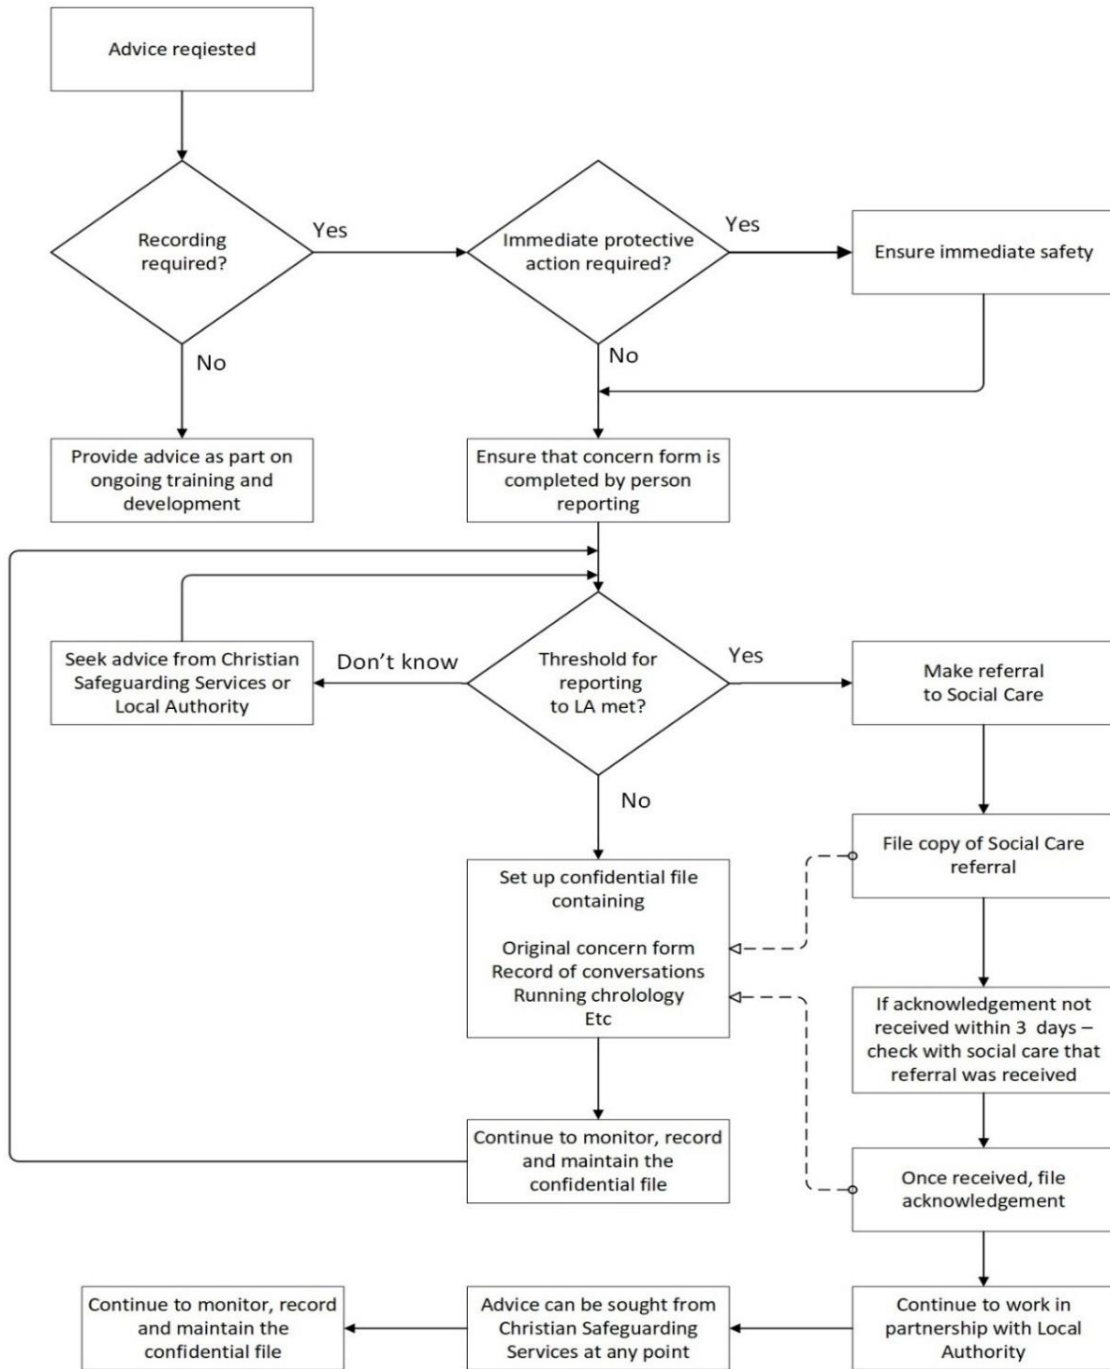 Advice reqiested
Recording
required?
Yes
Immediate protective
action required?
Yes
Ensure immediate safety
No
No
Provide advice as part on
ongoing training and
development
Ensure that concern form is
completed by person
reporting
Seek advice from Christian
Safeguarding Services or
Local Authority
Don't know
Threshold for
reporting
to LA met?
Yes
Make referral
to Social Care
No
File copy of Social Care
referral
Set up confidential file
containing
Original concern form
Record of conversations
Running chrolology
Etc
If acknowledgement not
received within 3 days –
check with social care that
referral was received
Continue to monitor, record
and maintain the
confidential file
Once received, file
acknowledgement
Continue to work in
partnership with Local
Authority
Advice can be sought from
Christian Safeguarding
Services at any point
Continue to monitor, record
and maintain the
confidential file